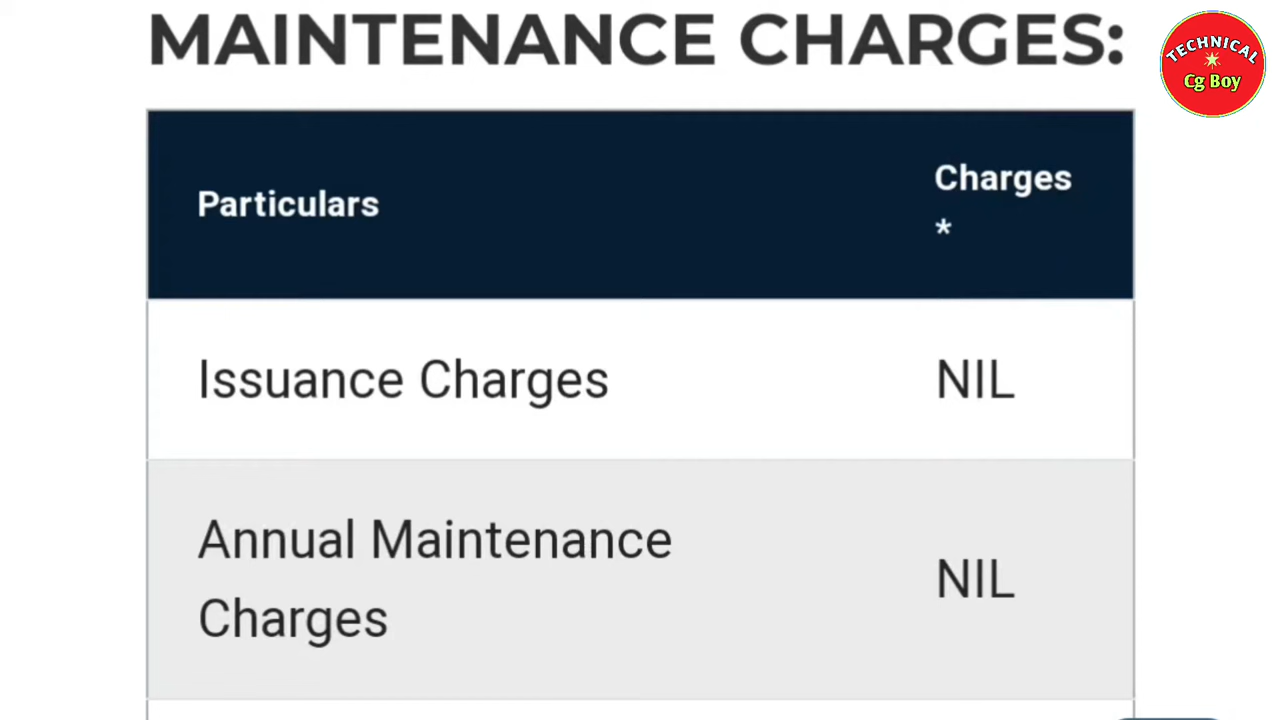 MAINTENANCE CHARGES:
TECHNICAL
Cg Boy
Particulars
Charges
*
Issuance Charges
NIL
Annual Maintenance
Charges
NIL